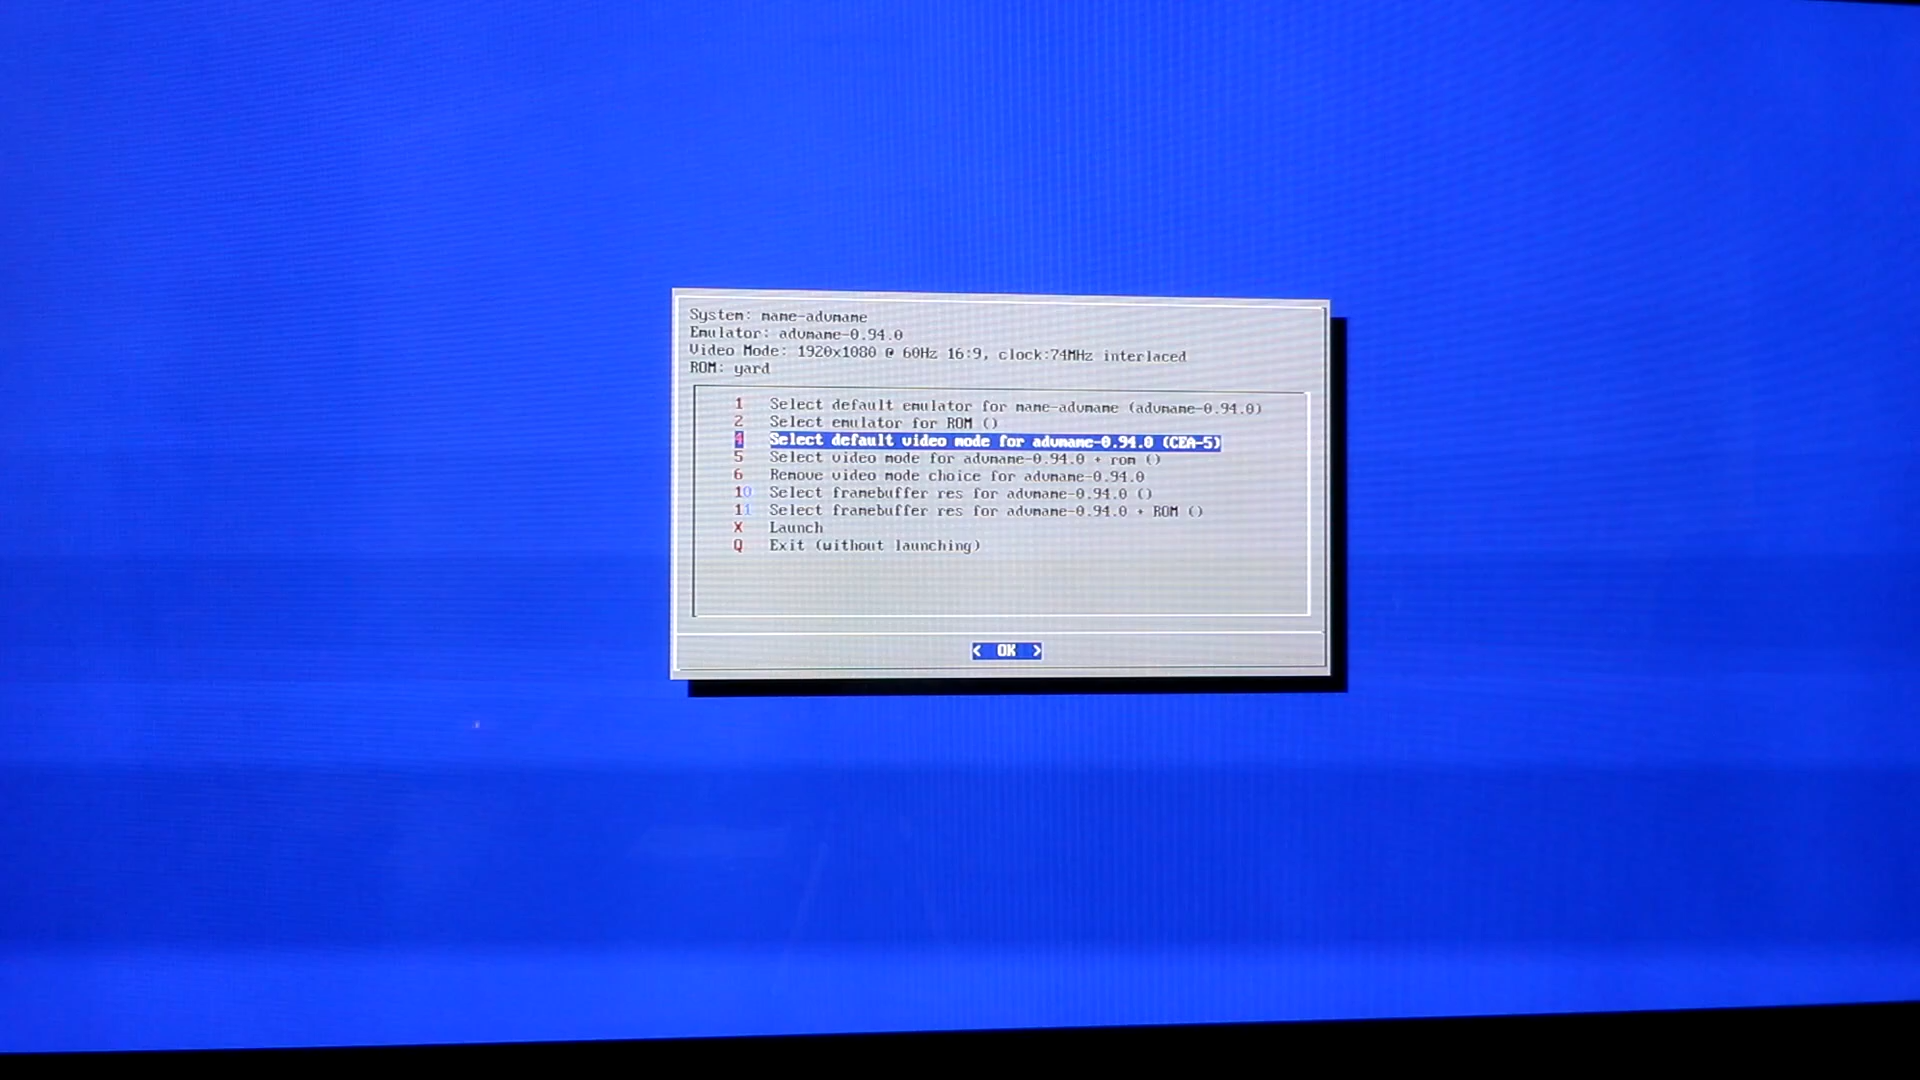 System: mame-advmame
Emulator: advmame-0.94.0
Video Mode: 1920x1080 @ 60Hz 16:9, clock:74MHz interlaced
ROM: yard
1 Select default emulator for mame-advmame (advmame-0.94.0)
2 Select emulator for ROM ()
4 Select default video mode for advmame-0.94.0 (CEA-5)
5 Select video mode for advmame-0.94.0 + rom ()
6 Remove video mode choice for advmame-0.94.0
10 Select framebuffer res for advmame-0.94.0 ()
11 Select framebuffer res for advmame-0.94.0 + ROM ()
X Launch
Q Exit (without launching)
< OK >